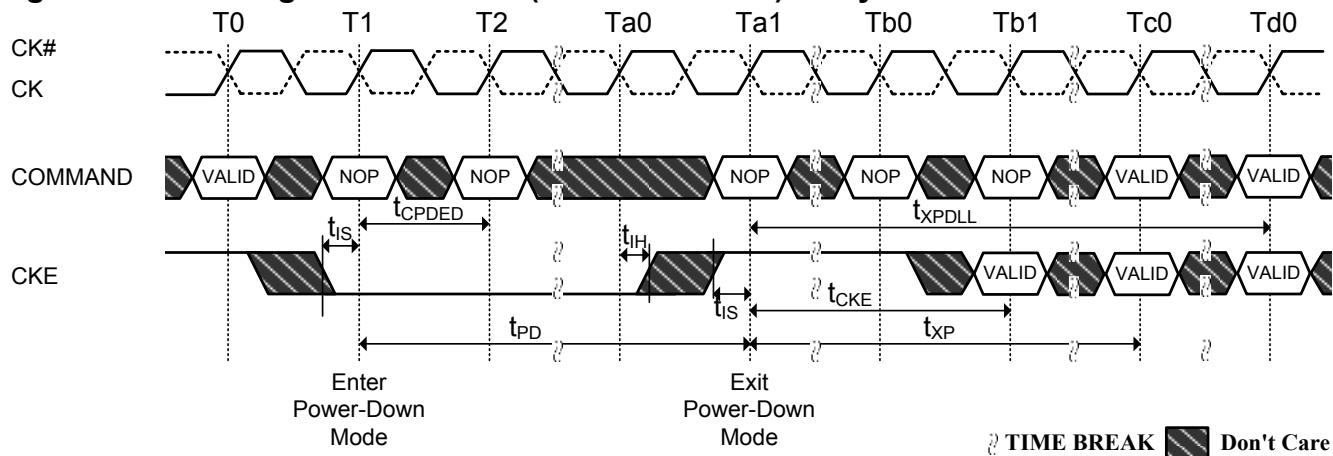 T0 T1 T2 Ta0 Ta1 Tb0 Tb1 Tc0 Td0
CK#
CK
COMMAND VALID NOP NOP NOP NOP NOP VALID VALID
tCPDED tXPDLL
tIS tIH
CKE VALID VALID VALID
tIS tCKE
tPD tXP
Enter
Power-Down
Mode
Exit
Power-Down
Mode
TIME BREAK Don't Care